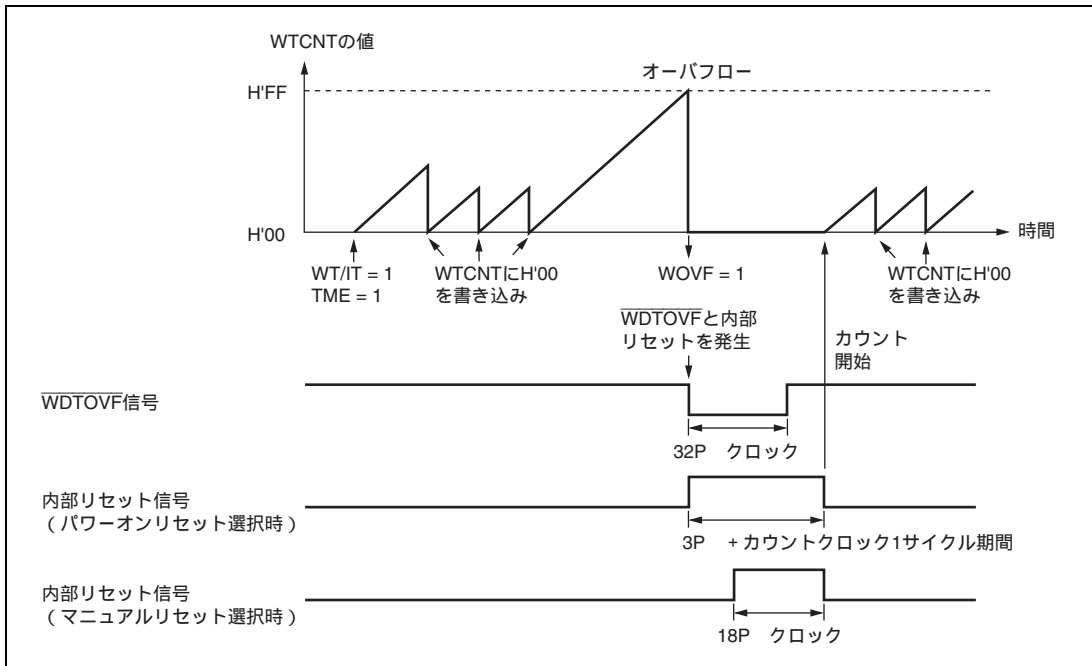 WTCNTの値
オーバフロー
H'FF
H'00
時間
WT/IT = 1
TME = 1
WTCNTにH'00
を書き込み
WOVF = 1
WTCNTにH'00
を書き込み
WDTOVFと内部
リセットを発生
カウント
開始
WDTOVF信号
32P クロック
内部リセット信号
(パワーオンリセット選択時)
3P +カウントクロック1サイクル期間
内部リセット信号
(マニュアルリセット選択時)
18P クロック